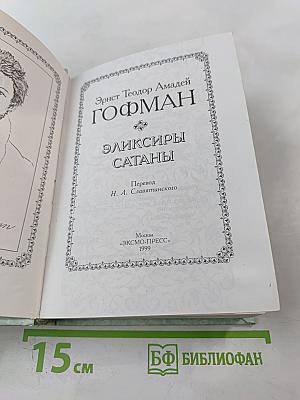 Эрнст Теодор Амадей
ГОФМАН
ЭЛИКСИРЫ
САТАНЫ
Перевод
Н. А. Славятинского
Москва
«ЭКСМО-ПРЕСС»
1999
15 см
БФ БИБЛИОФАН